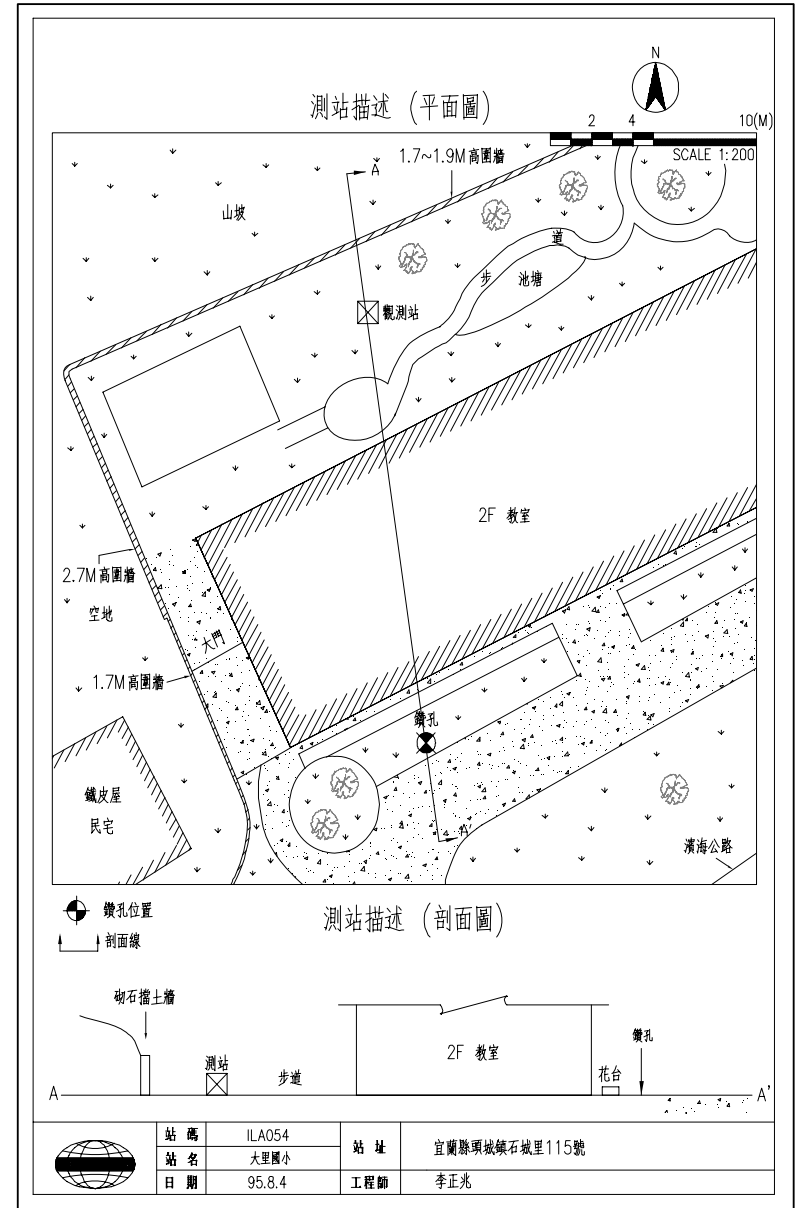 N
測站描述 (平面圖)
2 4 10(M)
SCALE 1:200
1.7~1.9M高圍牆
A
山坡
步道
池塘
觀測站
2F 教室
2.7M高圍牆
空地
大門
1.7M高圍牆
鑽孔
鐵皮屋
民宅
A'
濱海公路
鑽孔位置
剖面線
測站描述 (剖面圖)
砌石擋土牆
測站
步道
2F 教室
花台
鑽孔
A
A'
站碼 ILA054
站名 大里國小
日期 95.8.4
站址 宜蘭縣頭城鎮石城里115號
工程師 李正兆